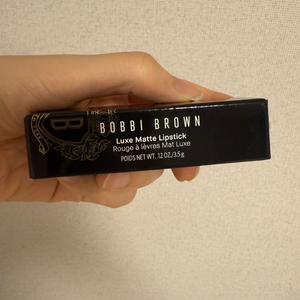 B
BOBBI BROWN
Luxe Matte Lipstick
Rouge à lèvres Mat Luxe
POIDS NET WT. .12 OZ./3.5 g